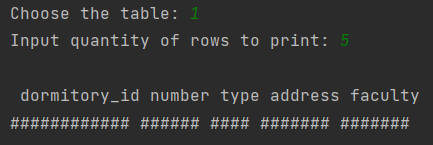 Choose the table: 1
Input quantity of rows to print: 5
dormitory_id number type address faculty
############ ###### #### ####### #######